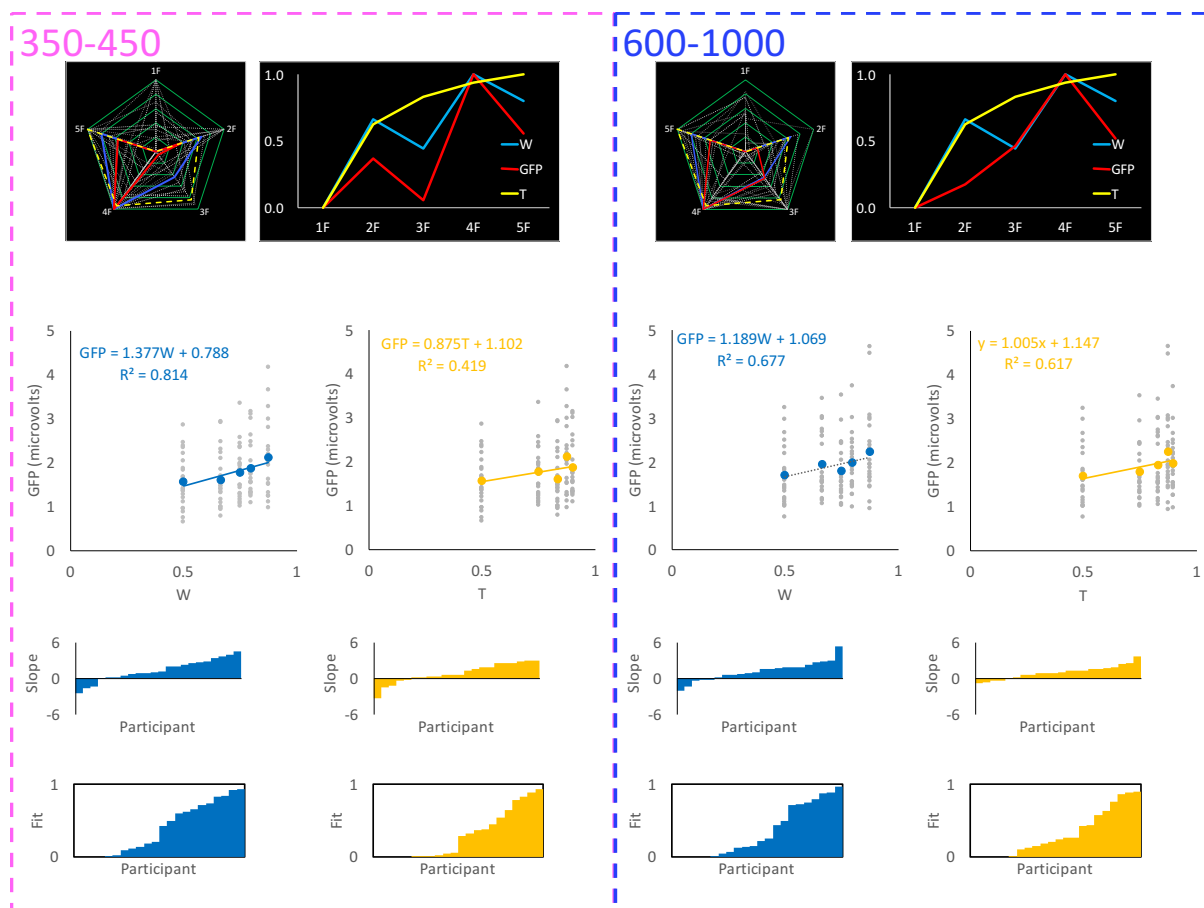 350-450
1F
2F
3F
4F
5F
1.0
0.5
0.0
W
GFP
T
1F 2F 3F 4F 5F
GFP = 1.377W + 0.788
R² = 0.814
GFP (microvolts)
5
4
3
2
1
0
0 0.5 1
W
GFP = 0.875T + 1.102
R² = 0.419
GFP (microvolts)
5
4
3
2
1
0
0 0.5 1
T
Slope
6
0
-6
Participant
Slope
6
0
-6
Participant
Fit
1
0
Participant
Fit
1
0
Participant
600-1000
1F
2F
3F
4F
5F
1.0
0.5
0.0
W
GFP
T
1F 2F 3F 4F 5F
GFP = 1.189W + 1.069
R² = 0.677
GFP (microvolts)
5
4
3
2
1
0
0 0.5 1
W
y = 1.005x + 1.147
R² = 0.617
GFP (microvolts)
5
4
3
2
1
0
0 0.5 1
T
Slope
6
0
-6
Participant
Slope
6
0
-6
Participant
Fit
1
0
Participant
Fit
1
0
Participant